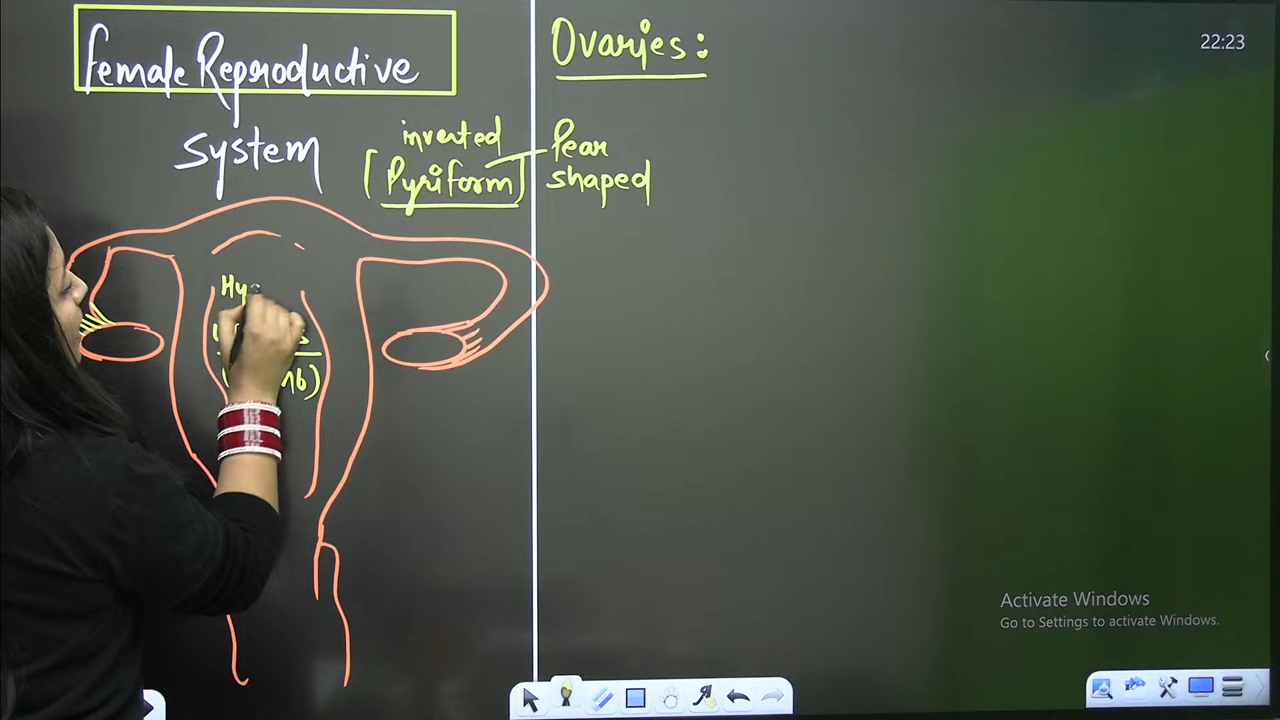 Female Reproductive
System
inverted
[Pyriform]
Pear
shaped
Ovaries:
22:23
Activate Windows
Go to Settings to activate Windows.